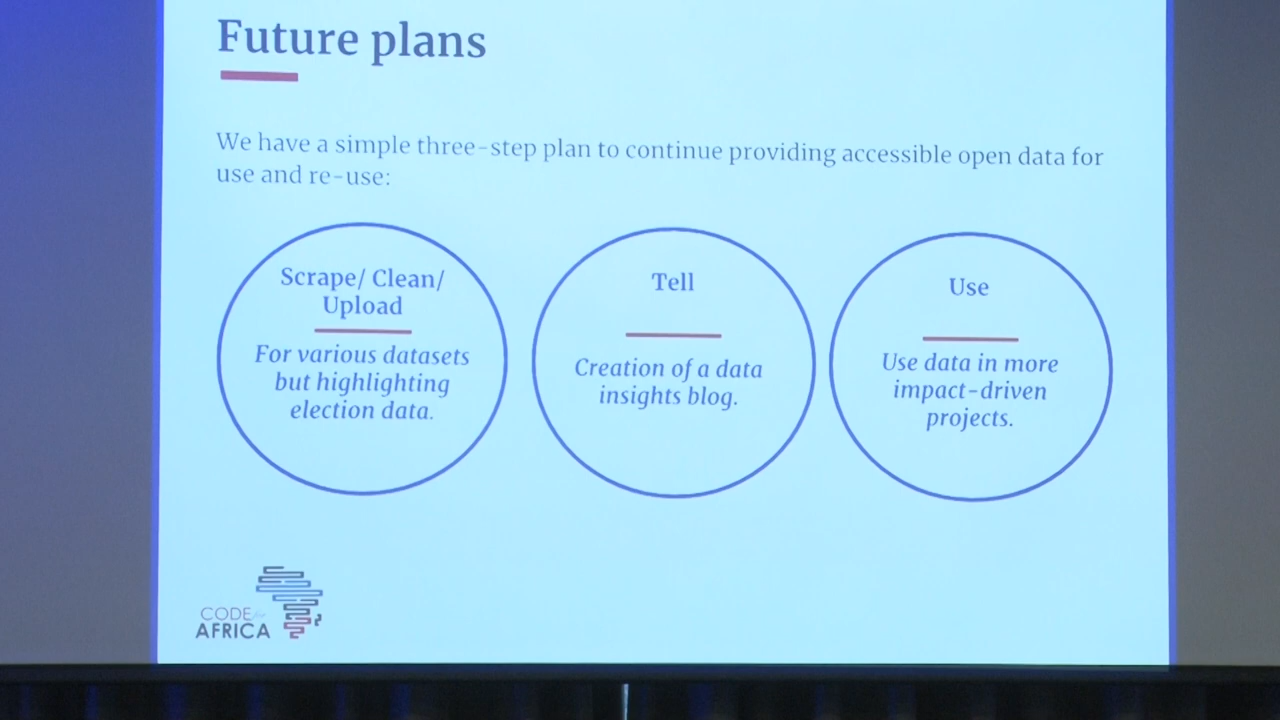 Future plans
We have a simple three-step plan to continue providing accessible open data for
use and re-use:
Scrape/ Clean/
Upload
For various datasets
but highlighting
election data.
Tell
Creation of a data
insights blog.
Use
Use data in more
impact-driven
projects.
CODE
AFRICA